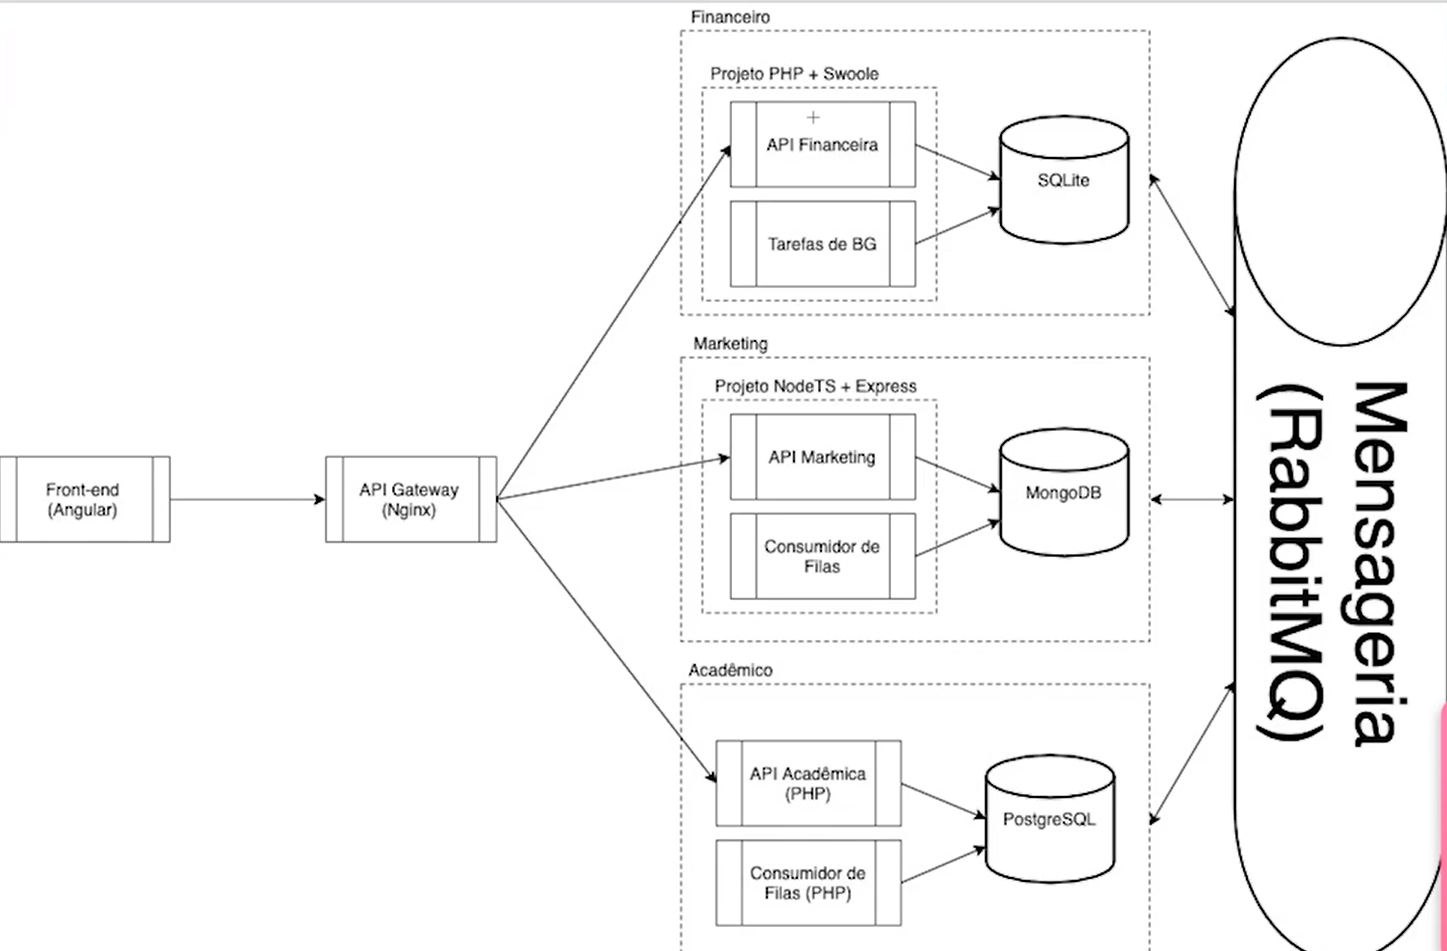 Financeiro
Projeto PHP + Swoole
API Financeira
Tarefas de BG
SQLite
Marketing
Projeto NodeTS + Express
API Marketing
Consumidor de
Filas
MongoDB
Front-end
(Angular)
API Gateway
(Nginx)
Acadêmico
API Acadêmica
(PHP)
Consumidor de
Filas (PHP)
PostgreSQL
Mensageria
(RabbitMQ)